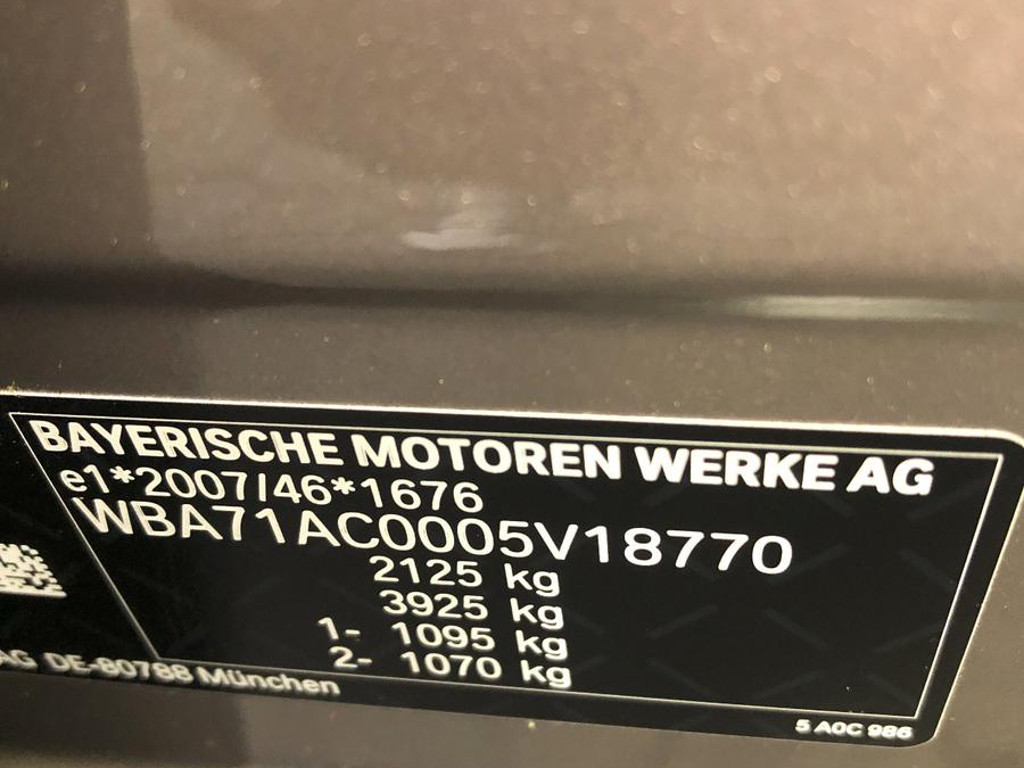 BAYERISCHE MOTOREN WERKE AG
e1*2007/46*1676
WBA71AC0005V18770
2125 kg
3925 kg
1- 1095 kg
2- 1070 kg
AG DE-80788 München
5 A0C 986